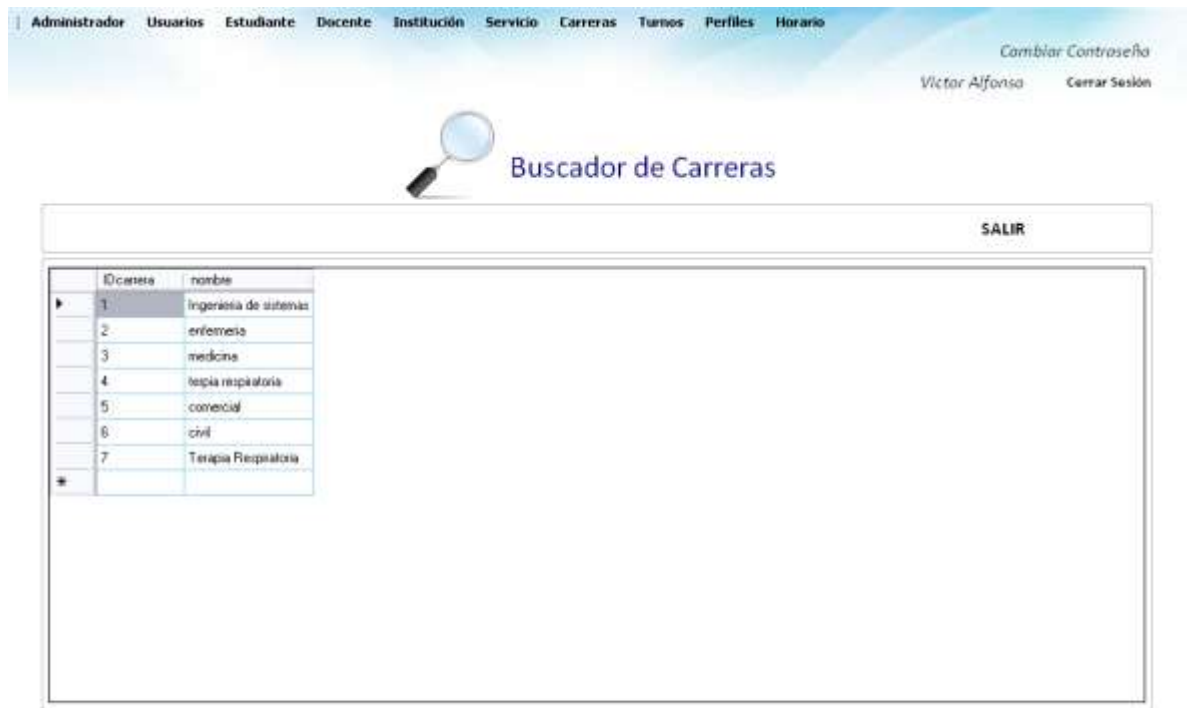 Administrador Usuarios Estudiante Docente Institución Servicio Carreras Turnos Perfiles Horario
Cambiar Contraseña
Victor Alfonso Cerrar Sesión
Buscador de Carreras
SALIR
IDcarrera nombre
1 Ingenieria de sistemas
2 enfermeria
3 medicina
4 terpia respiratoria
5 comercial
6 civil
7 Terapia Respiratoria